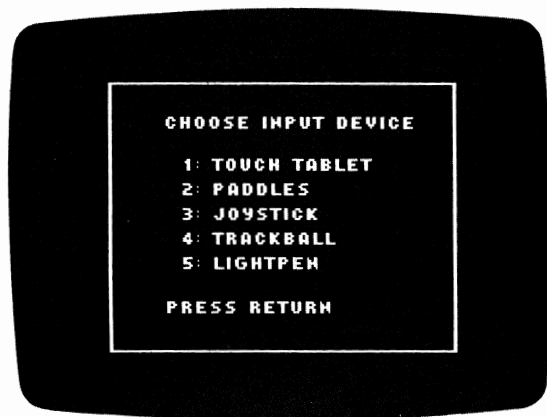 CHOOSE INPUT DEVICE
1: TOUCH TABLET
2: PADDLES
3: JOYSTICK
4: TRACKBALL
5: LIGHTPEN
PRESS RETURN